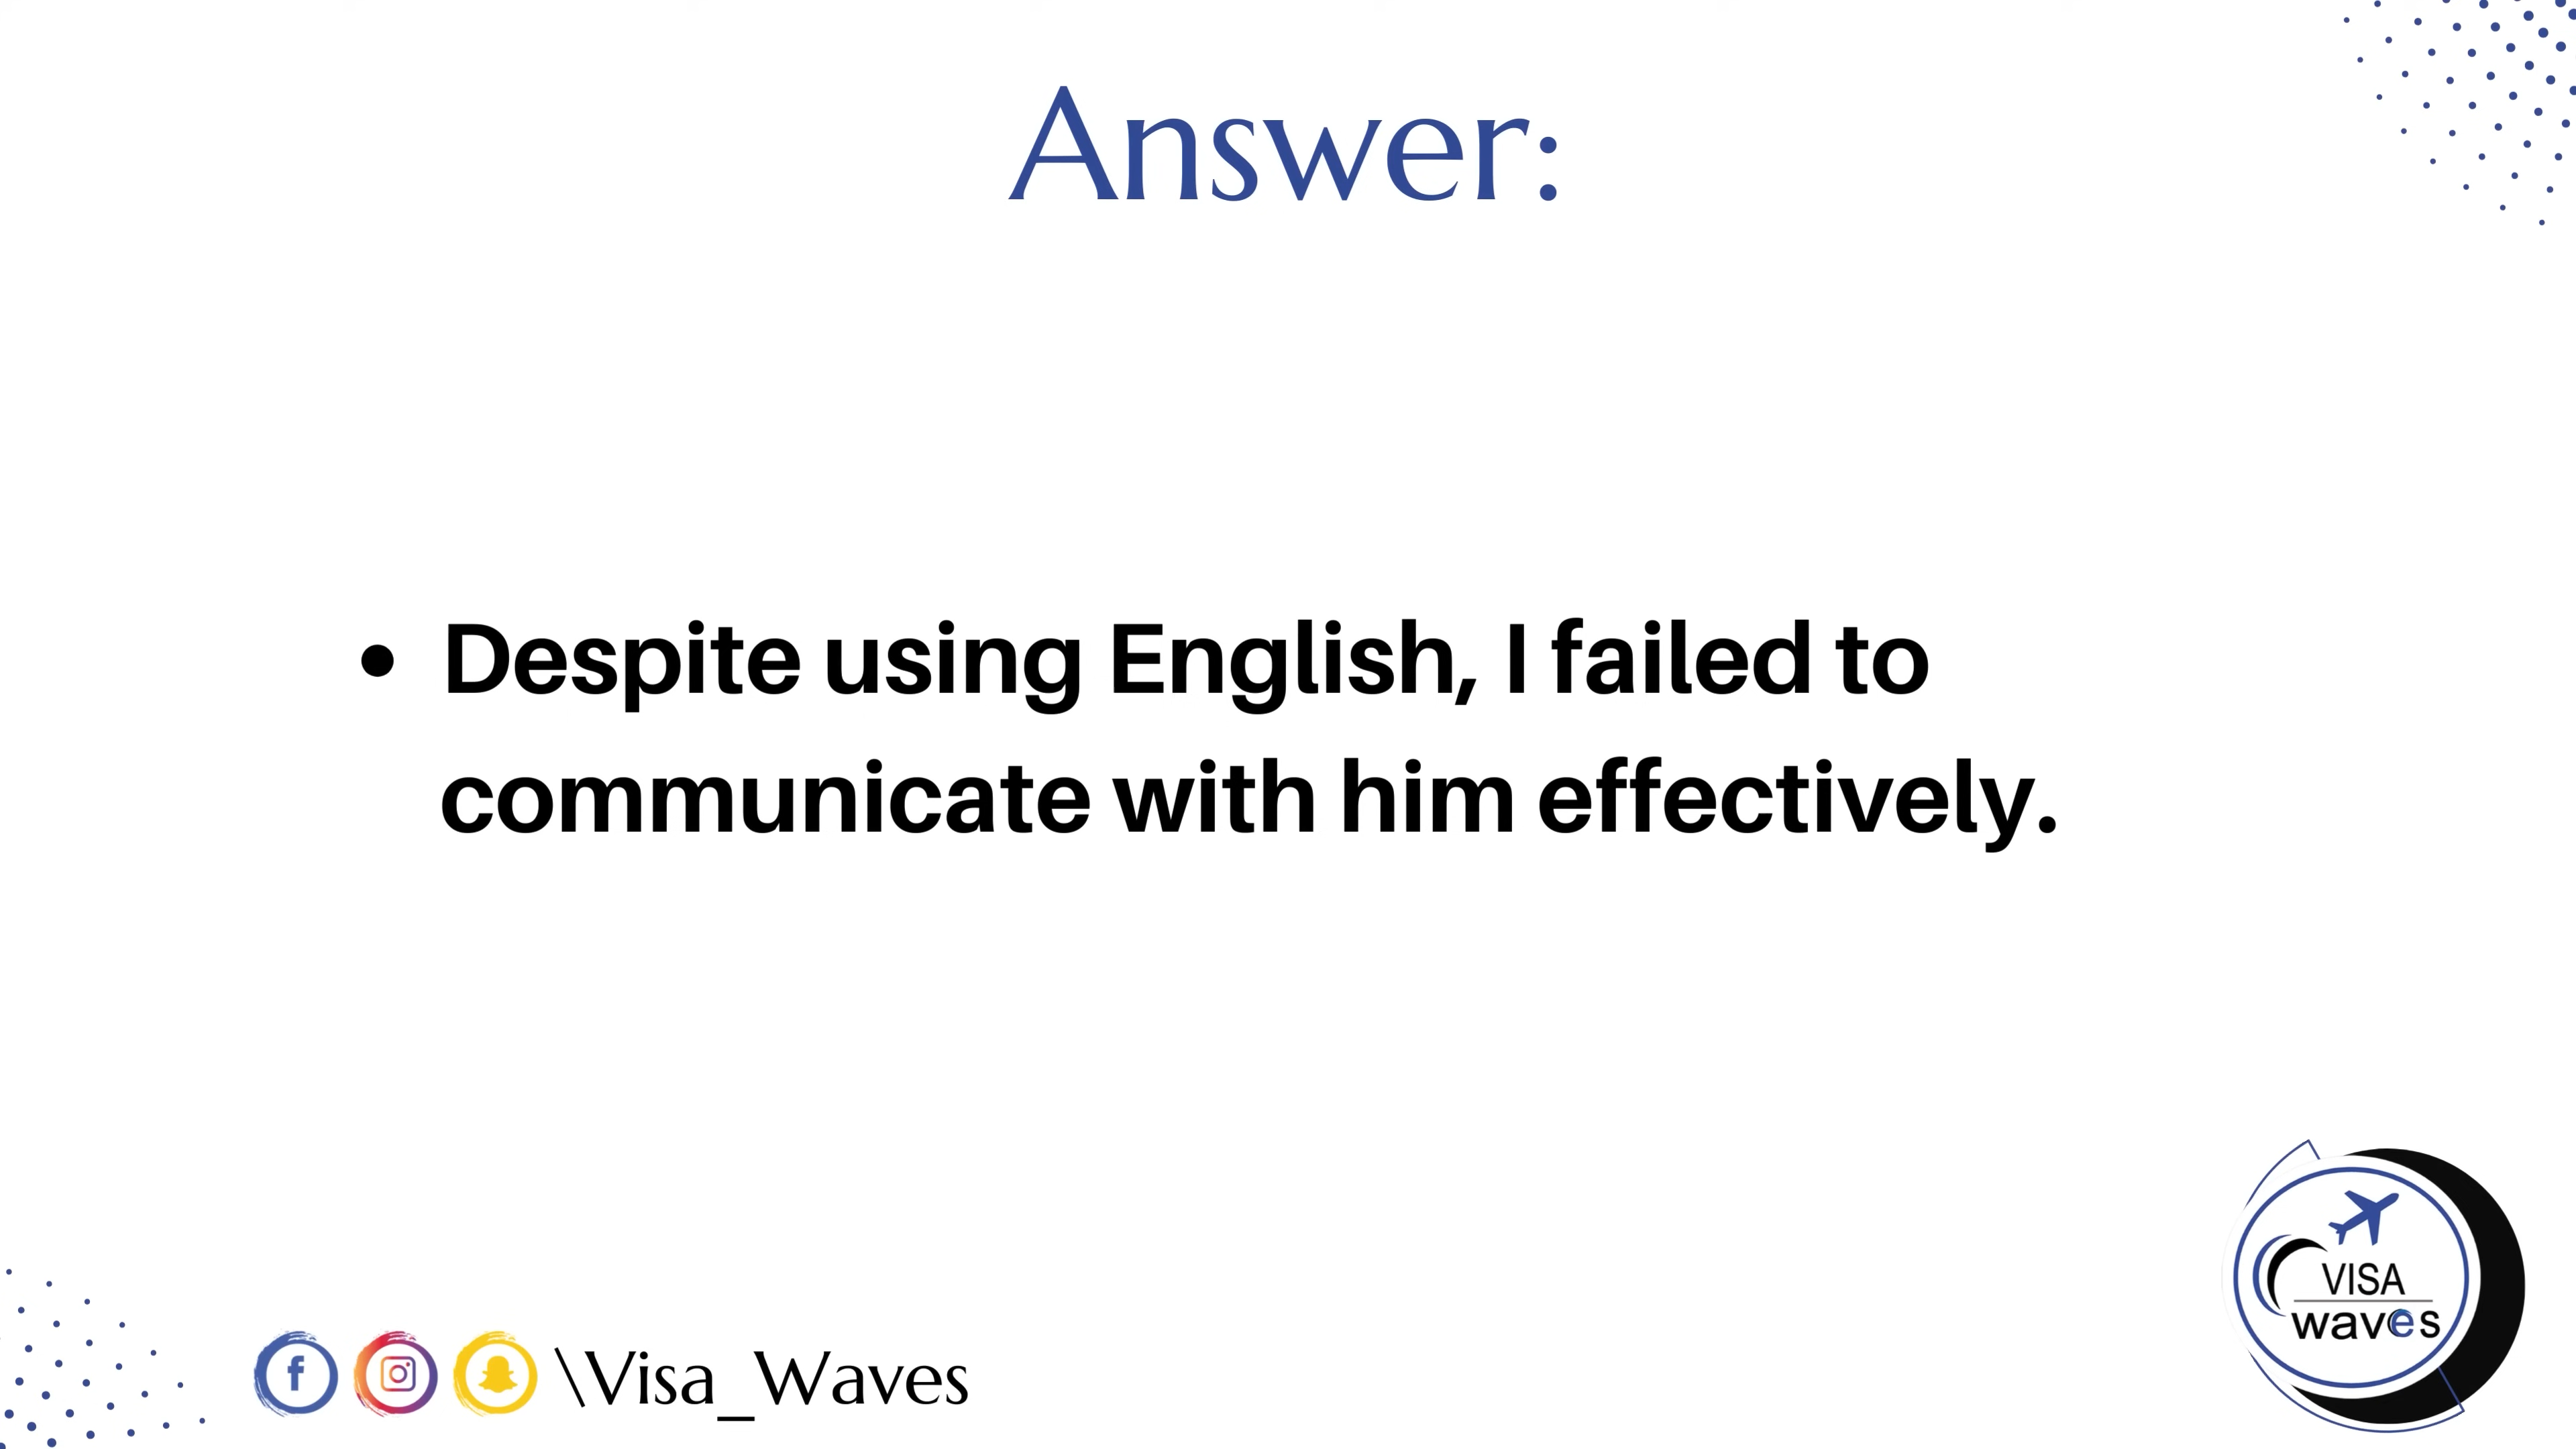 Answer:
• Despite using English, I failed to
communicate with him effectively.
\Visa_Waves
VISA
waves